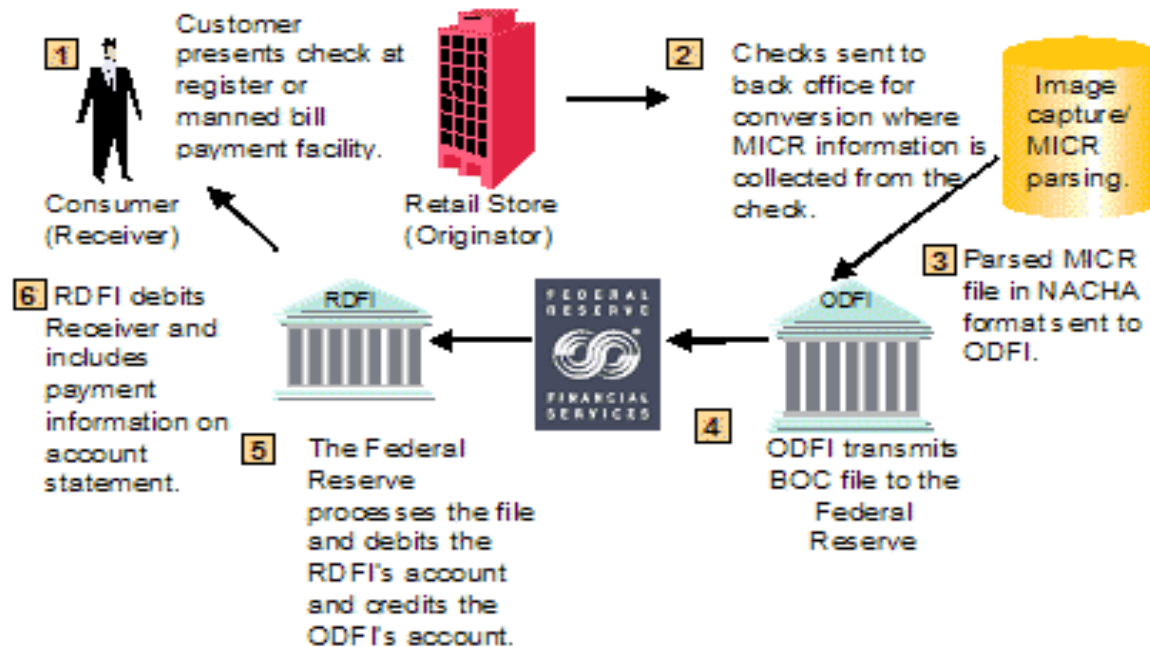 1
Customer
presents check at
register or
manned bill
payment facility.
Consumer
(Receiver)
Retail Store
(Originator)
2
Checks sent to
back office for
conversion where
MICR information is
collected from the
check.
Image
capture/
MICR
parsing.
3 Parsed MICR
file in NACHA
format sent to
ODFI.
ODFI
4
ODFI transmits
BOC file to the
Federal
Reserve
FEDERAL
RESERVE
FINANCIAL
SERVICES
RDFI
5 The Federal
Reserve
processes the file
and debits the
RDFI's account
and credits the
ODFI's account.
6 RDFI debits
Receiver and
includes
payment
information on
account
statement.